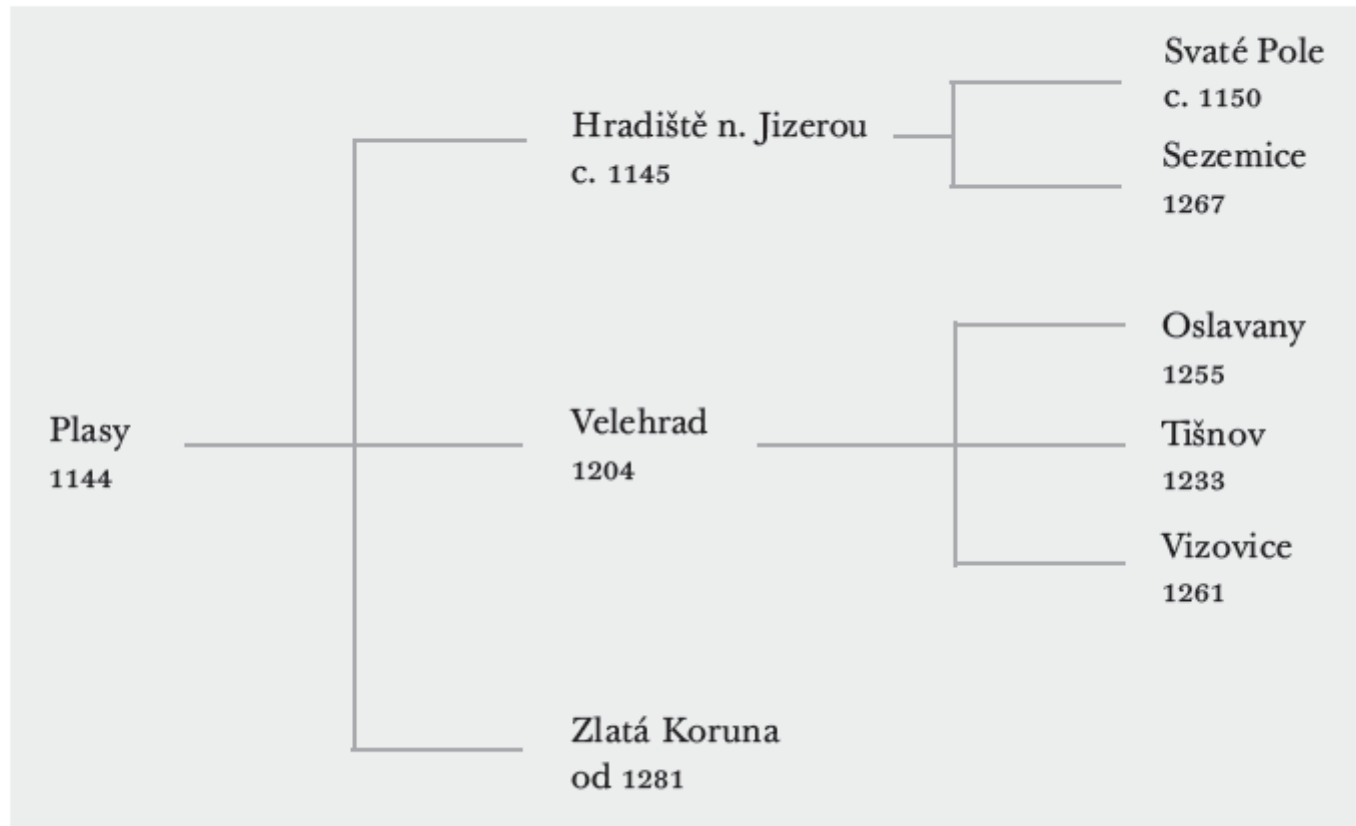 Plasy
1144
Hradiště n. Jizerou
c. 1145
Velehrad
1204
Zlatá Koruna
od 1281
Svaté Pole
c. 1150
Sezemice
1267
Oslavany
1255
Tišnov
1233
Vizovice
1261